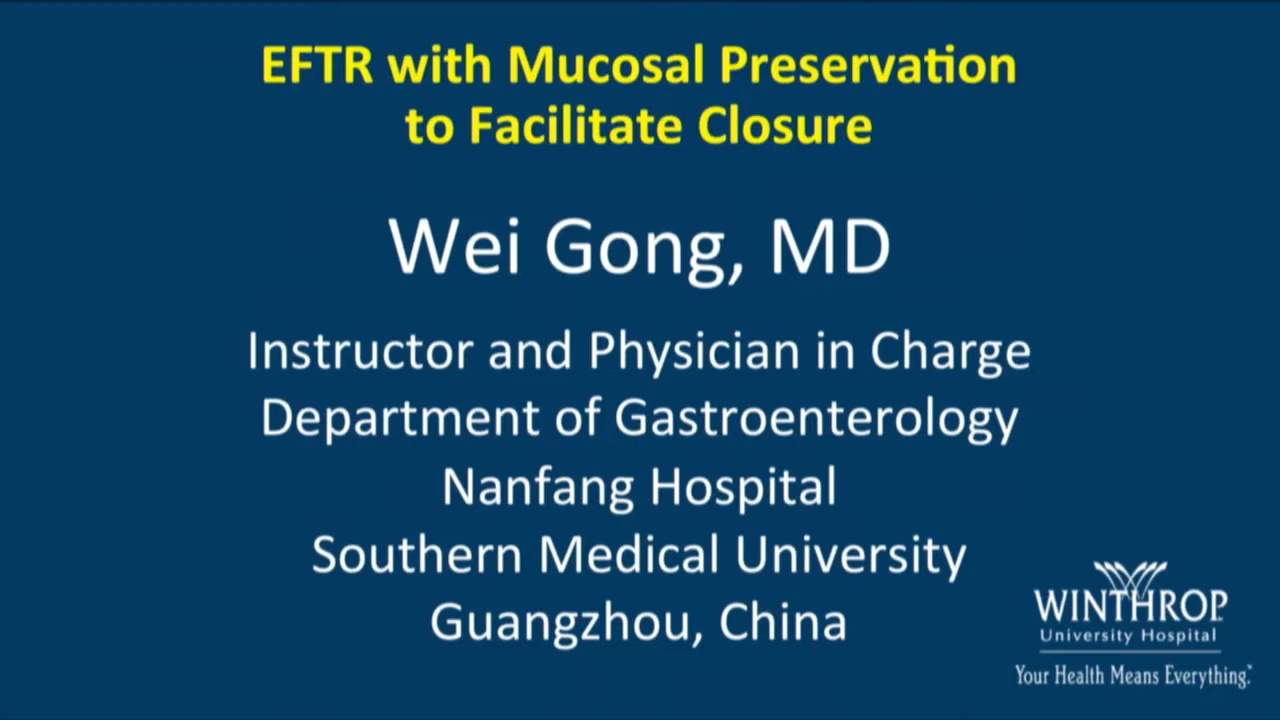 EFTR with Mucosal Preservation
to Facilitate Closure
Wei Gong, MD
Instructor and Physician in Charge
Department of Gastroenterology
Nanfang Hospital
Southern Medical University
Guangzhou, China
WINTHROP
University Hospital
Your Health Means Everything.